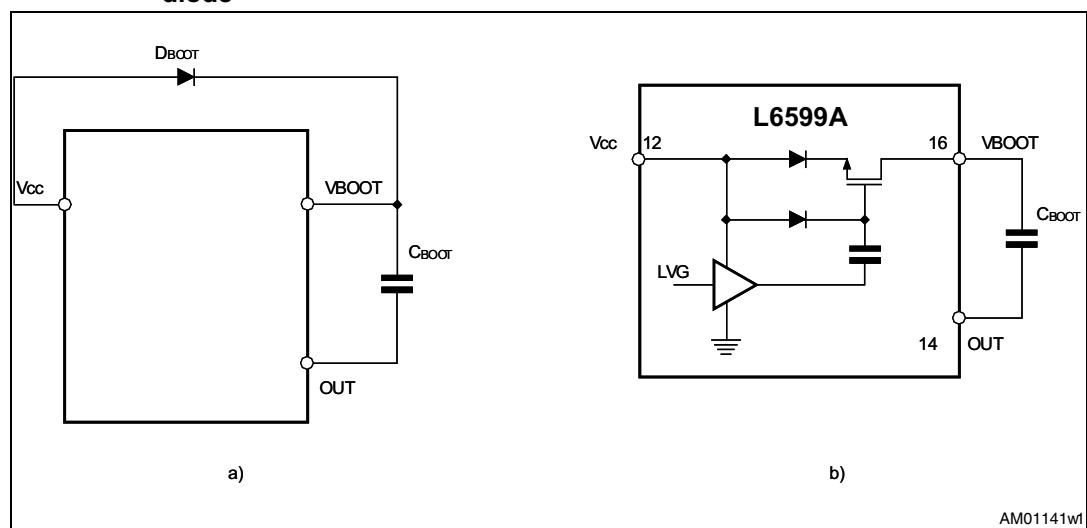 diode
DBOOT
Vcc
VBOOT
CBOOT
OUT
a)
L6599A
Vcc
12
16
VBOOT
CBOOT
LVG
14
OUT
b)
AM01141v1